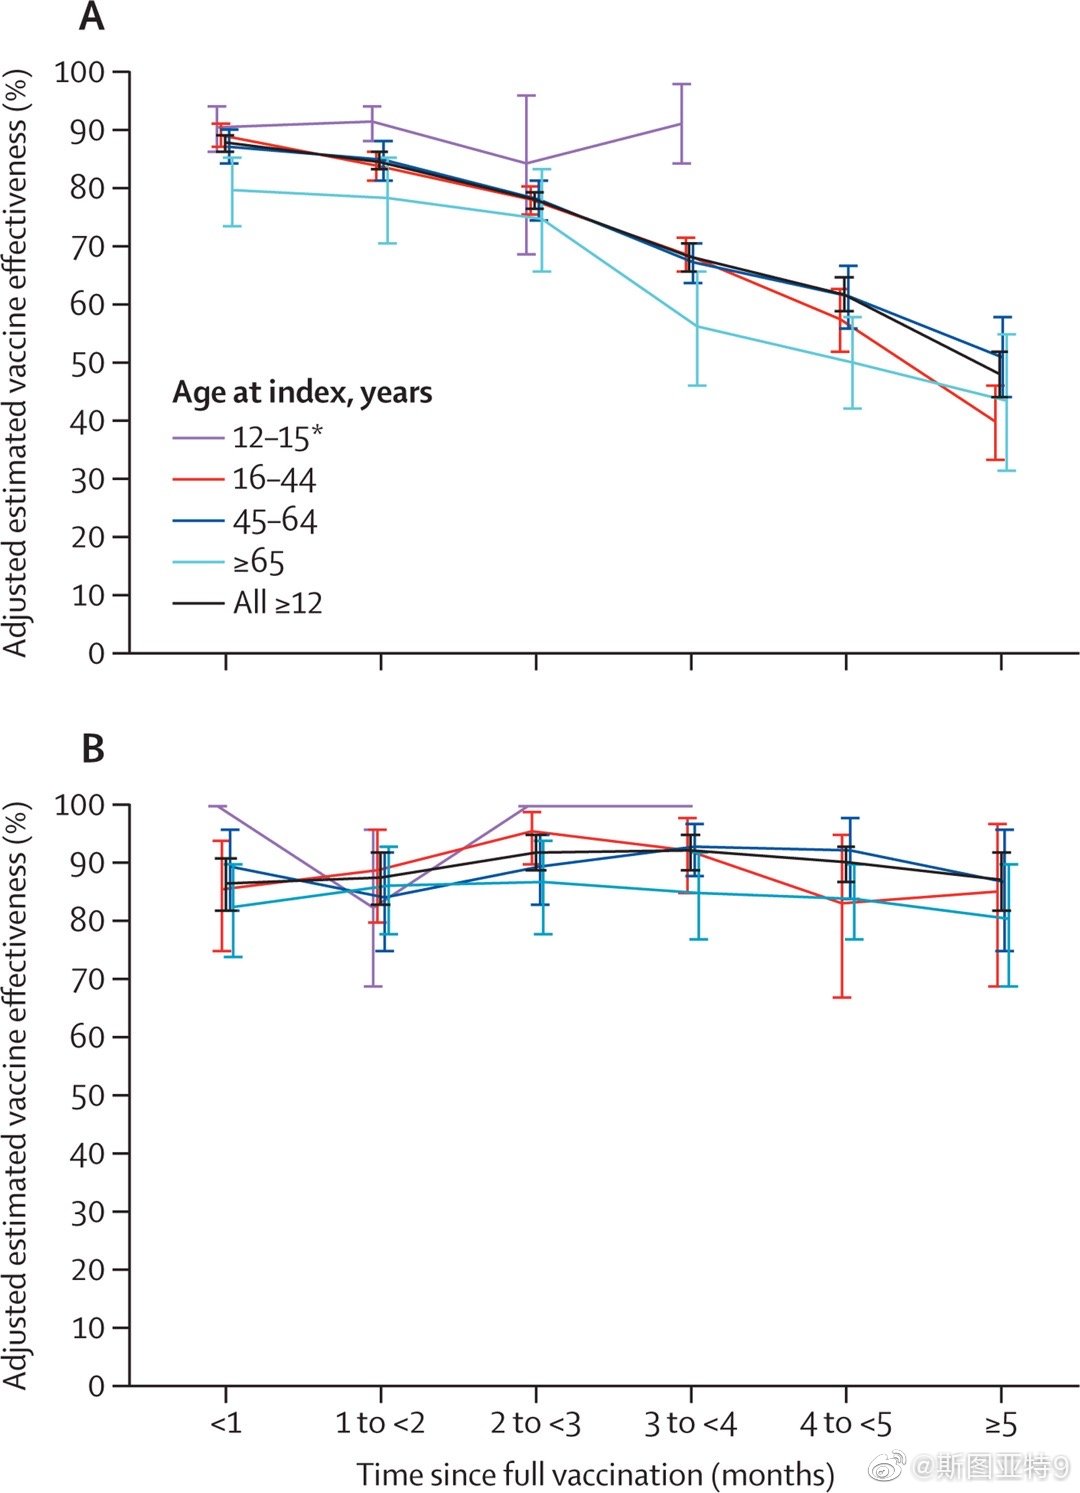 A
Adjusted estimated vaccine effectiveness (%)
100
90
80
70
60
50
40
30
20
10
0
Age at index, years
12–15*
16–44
45–64
≥65
All ≥12
B
Adjusted estimated vaccine effectiveness (%)
100
90
80
70
60
50
40
30
20
10
0
<1 1 to <2 2 to <3 3 to <4 4 to <5 ≥5
Time since full vaccination (months)
@斯图亚特9